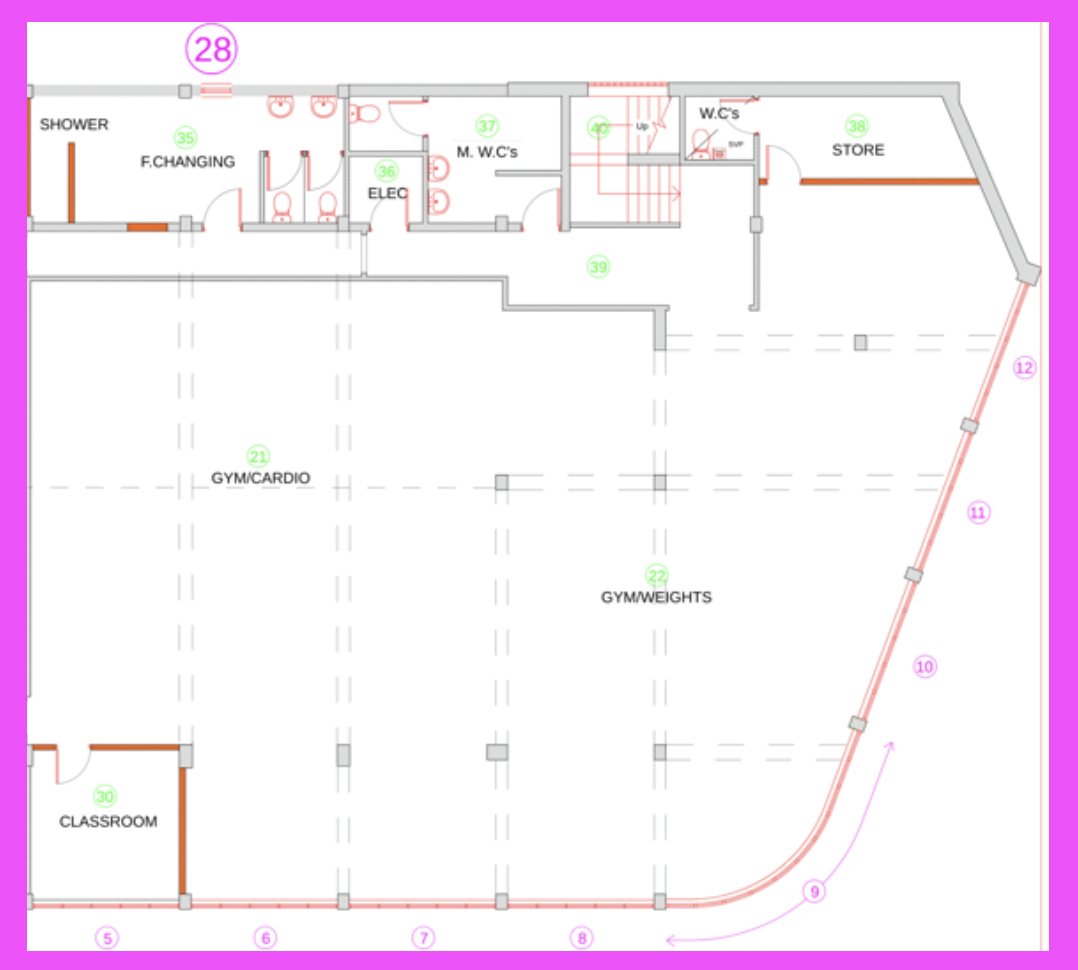 28
SHOWER
35
F.CHANGING
37
M. W.C's
36
ELEC
40
Up
W.C's
SVP
38
STORE
39
12
21
GYM/CARDIO
11
22
GYM/WEIGHTS
10
30
CLASSROOM
9
5
6
7
8